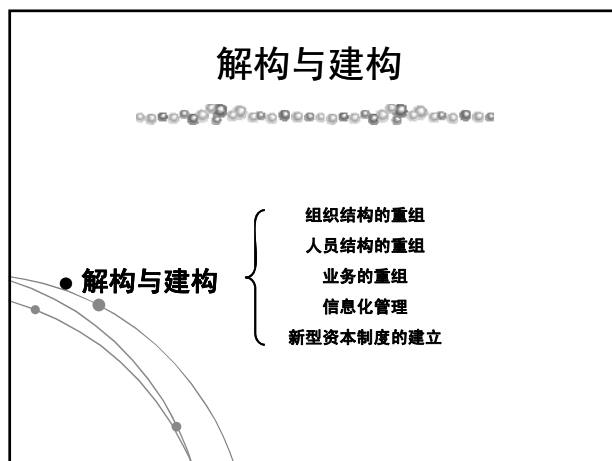 解构与建构
• 解构与建构
组织结构的重组
人员结构的重组
业务的重组
信息化管理
新型资本制度的建立